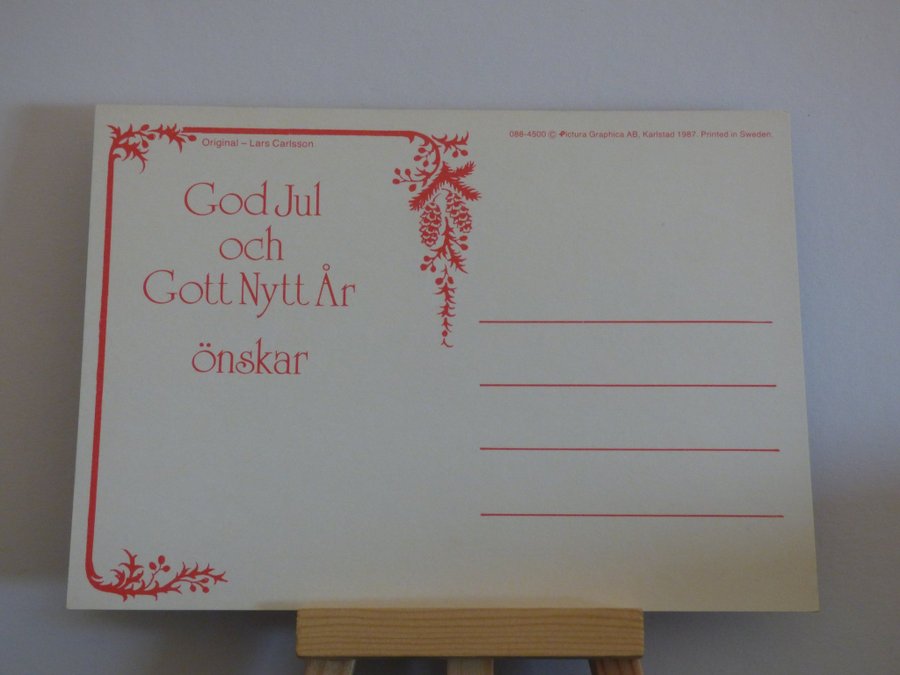 Original – Lars Carlsson
God Jul
och
Gott Nytt År
önskar
088-4500 © Pictura Graphica AB, Karlstad 1987. Printed in Sweden.